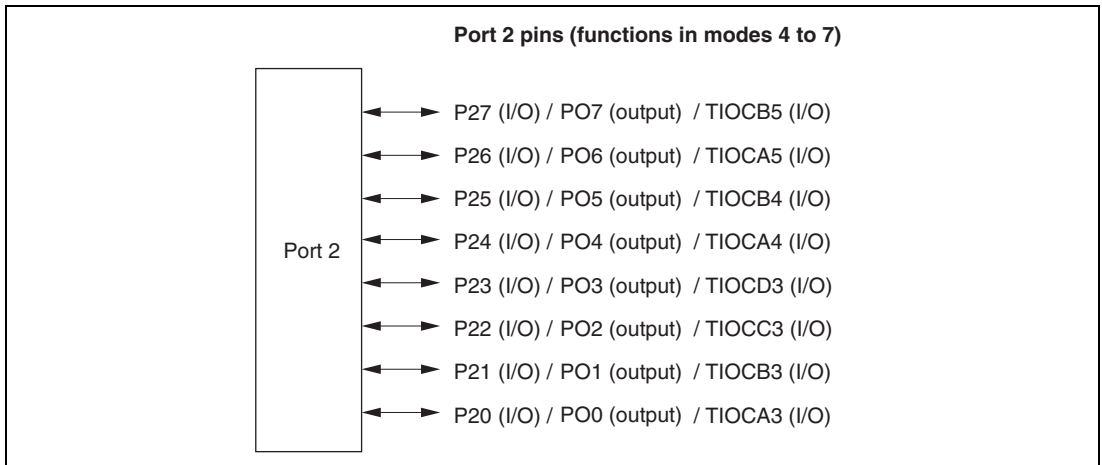 Port 2 pins (functions in modes 4 to 7)
P27 (I/O) / PO7 (output) / TIOCB5 (I/O)
P26 (I/O) / PO6 (output) / TIOCA5 (I/O)
P25 (I/O) / PO5 (output) / TIOCB4 (I/O)
P24 (I/O) / PO4 (output) / TIOCA4 (I/O)
Port 2
P23 (I/O) / PO3 (output) / TIOCD3 (I/O)
P22 (I/O) / PO2 (output) / TIOCC3 (I/O)
P21 (I/O) / PO1 (output) / TIOCB3 (I/O)
P20 (I/O) / PO0 (output) / TIOCA3 (I/O)